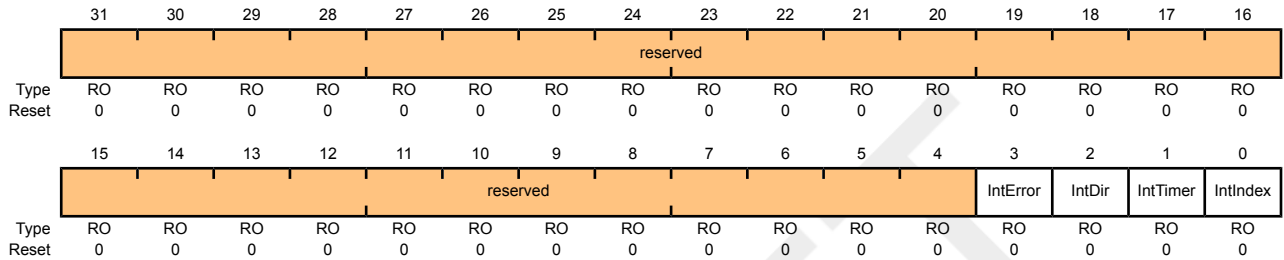 31 30 29 28 27 26 25 24 23 22 21 20 19 18 17 16
reserved
Type RO RO RO RO RO RO RO RO RO RO RO RO RO RO RO RO
Reset 0 0 0 0 0 0 0 0 0 0 0 0 0 0 0 0
15 14 13 12 11 10 9 8 7 6 5 4 3 2 1 0
reserved IntError IntDir IntTimer IntIndex
Type RO RO RO RO RO RO RO RO RO RO RO RO RO RO RO RO
Reset 0 0 0 0 0 0 0 0 0 0 0 0 0 0 0 0